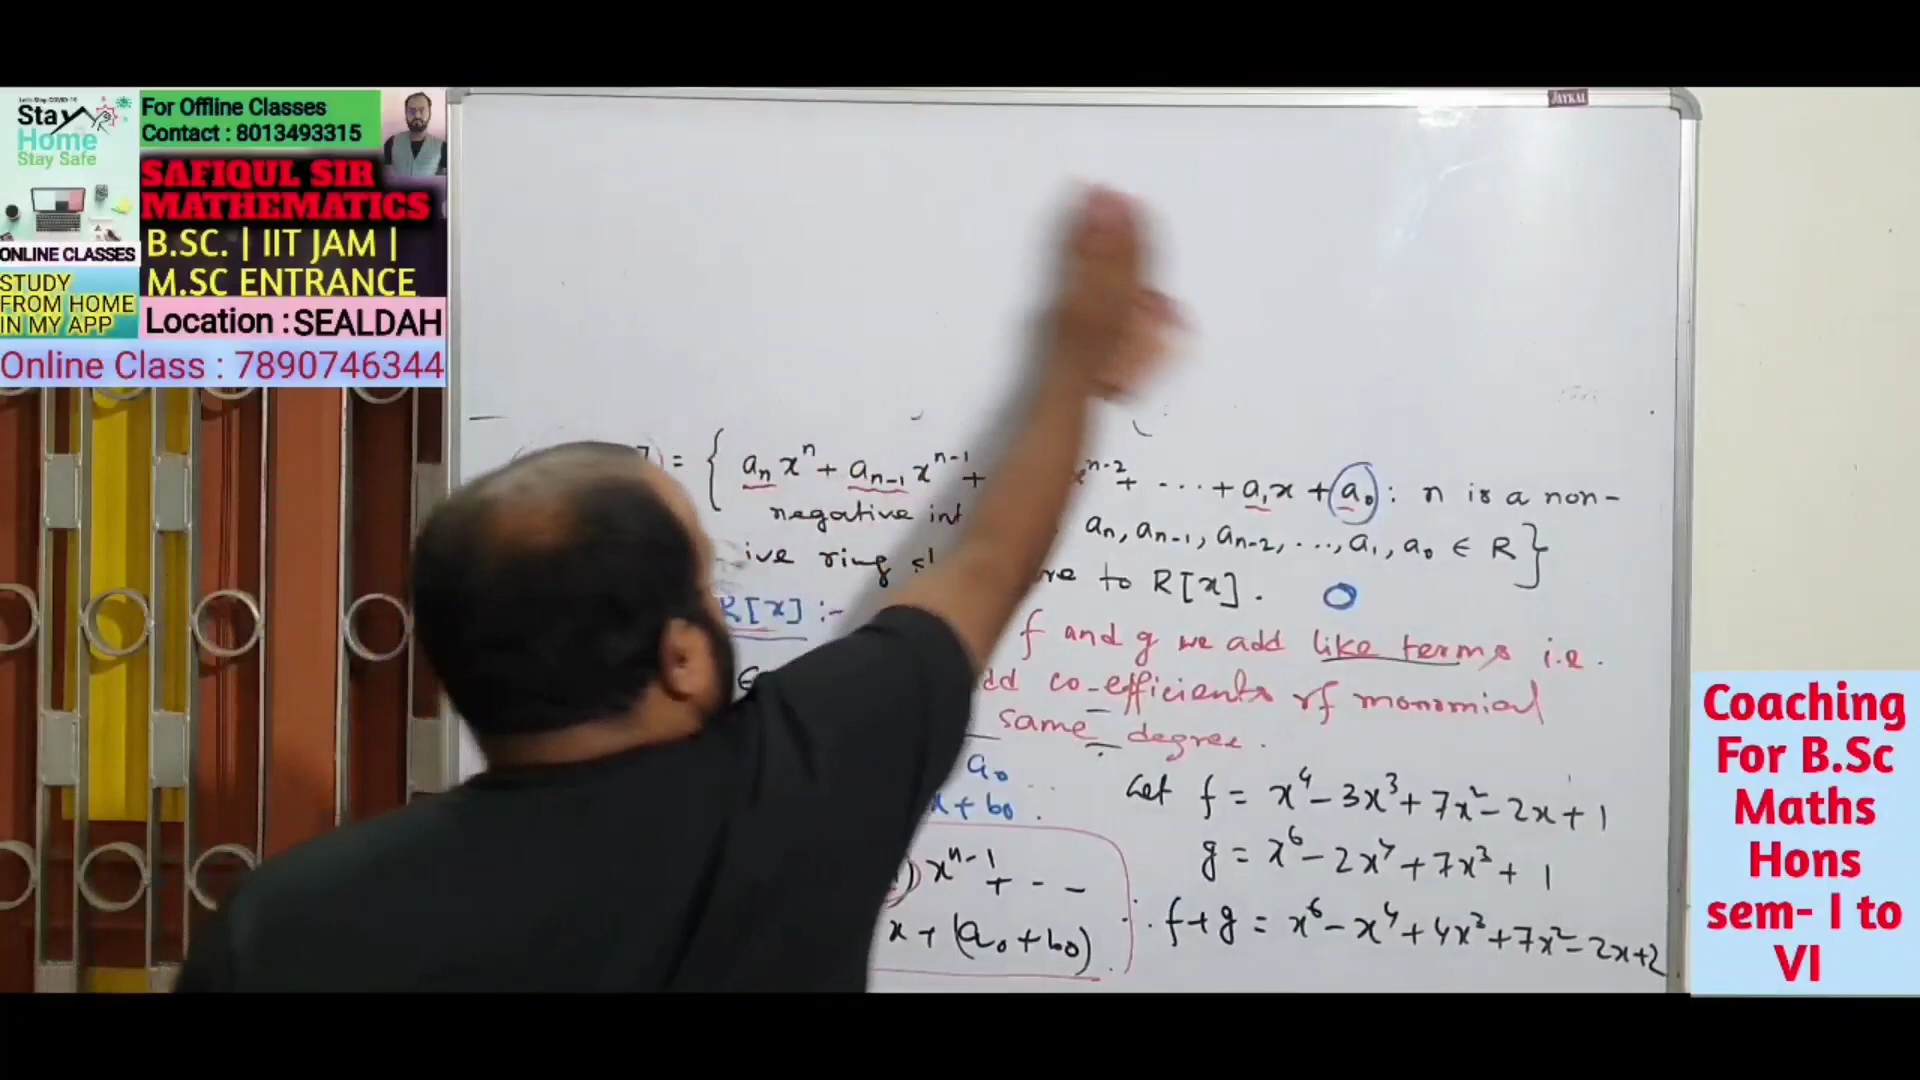 Stay
Home
Stay Safe
ONLINE CLASSES
STUDY
FROM HOME
IN MY APP
For Offline Classes
Contact : 8013493315
SAFIQUL SIR
MATHEMATICS
B.SC. | IIT JAM |
M.SC ENTRANCE
Location : SEALDAH
Online Class : 7890746344
JAYKAL
= { aₙxⁿ + aₙ₋₁xⁿ⁻¹ + ⁿ⁻² + ... + a₁x + a₀ : n is a non-
negative aₙ, aₙ₋₁, aₙ₋₂, ..., a₁, a₀ ∈ R }
ring to R[x].
R[x] :-
f and g we add like terms i.e.
co-efficients of monomial
same degree.
a₀
x + b₀.
xⁿ⁻¹ + - -
x + (a₀+b₀).
Let f = x⁴ - 3x³ + 7x² - 2x + 1
g = x⁶ - 2x⁴ + 7x³ + 1
∴ f+g = x⁶ - x⁴ + 4x³ + 7x² - 2x + 2
Coaching
For B.Sc
Maths
Hons
sem- I to
VI